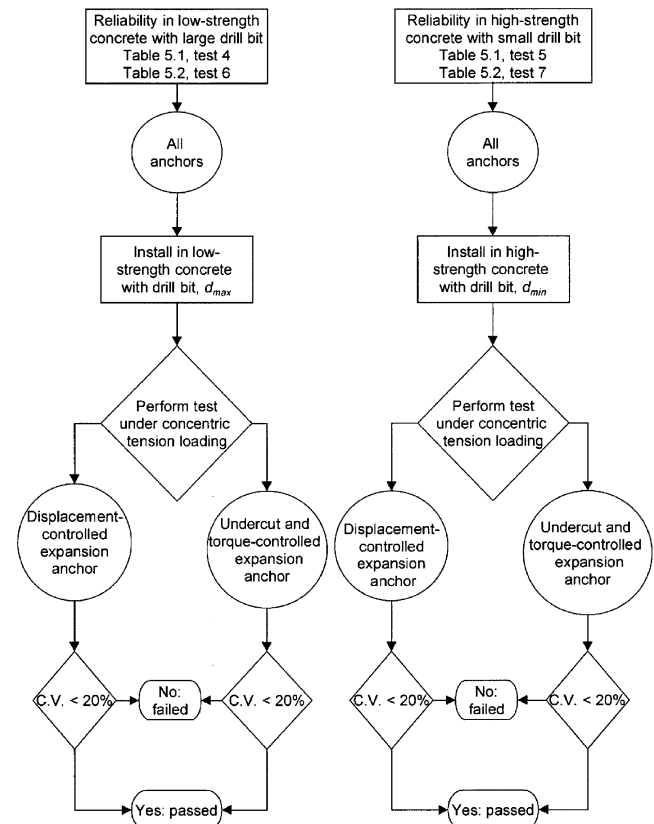 Reliability in low-strength
concrete with large drill bit
Table 5.1, test 4
Table 5.2, test 6
All
anchors
Install in low-
strength concrete
with drill bit, dmax
Perform test
under concentric
tension loading
Displacement-
controlled
expansion
anchor
Undercut and
torque-controlled
expansion
anchor
C.V. < 20%
No:
failed
C.V. < 20%
Yes: passed
Reliability in high-strength
concrete with small drill bit
Table 5.1, test 5
Table 5.2, test 7
All
anchors
Install in high-
strength concrete
with drill bit, dmin
Perform test
under concentric
tension loading
Displacement-
controlled
expansion
anchor
Undercut and
torque-controlled
expansion
anchor
C.V. < 20%
No:
failed
C.V. < 20%
Yes: passed